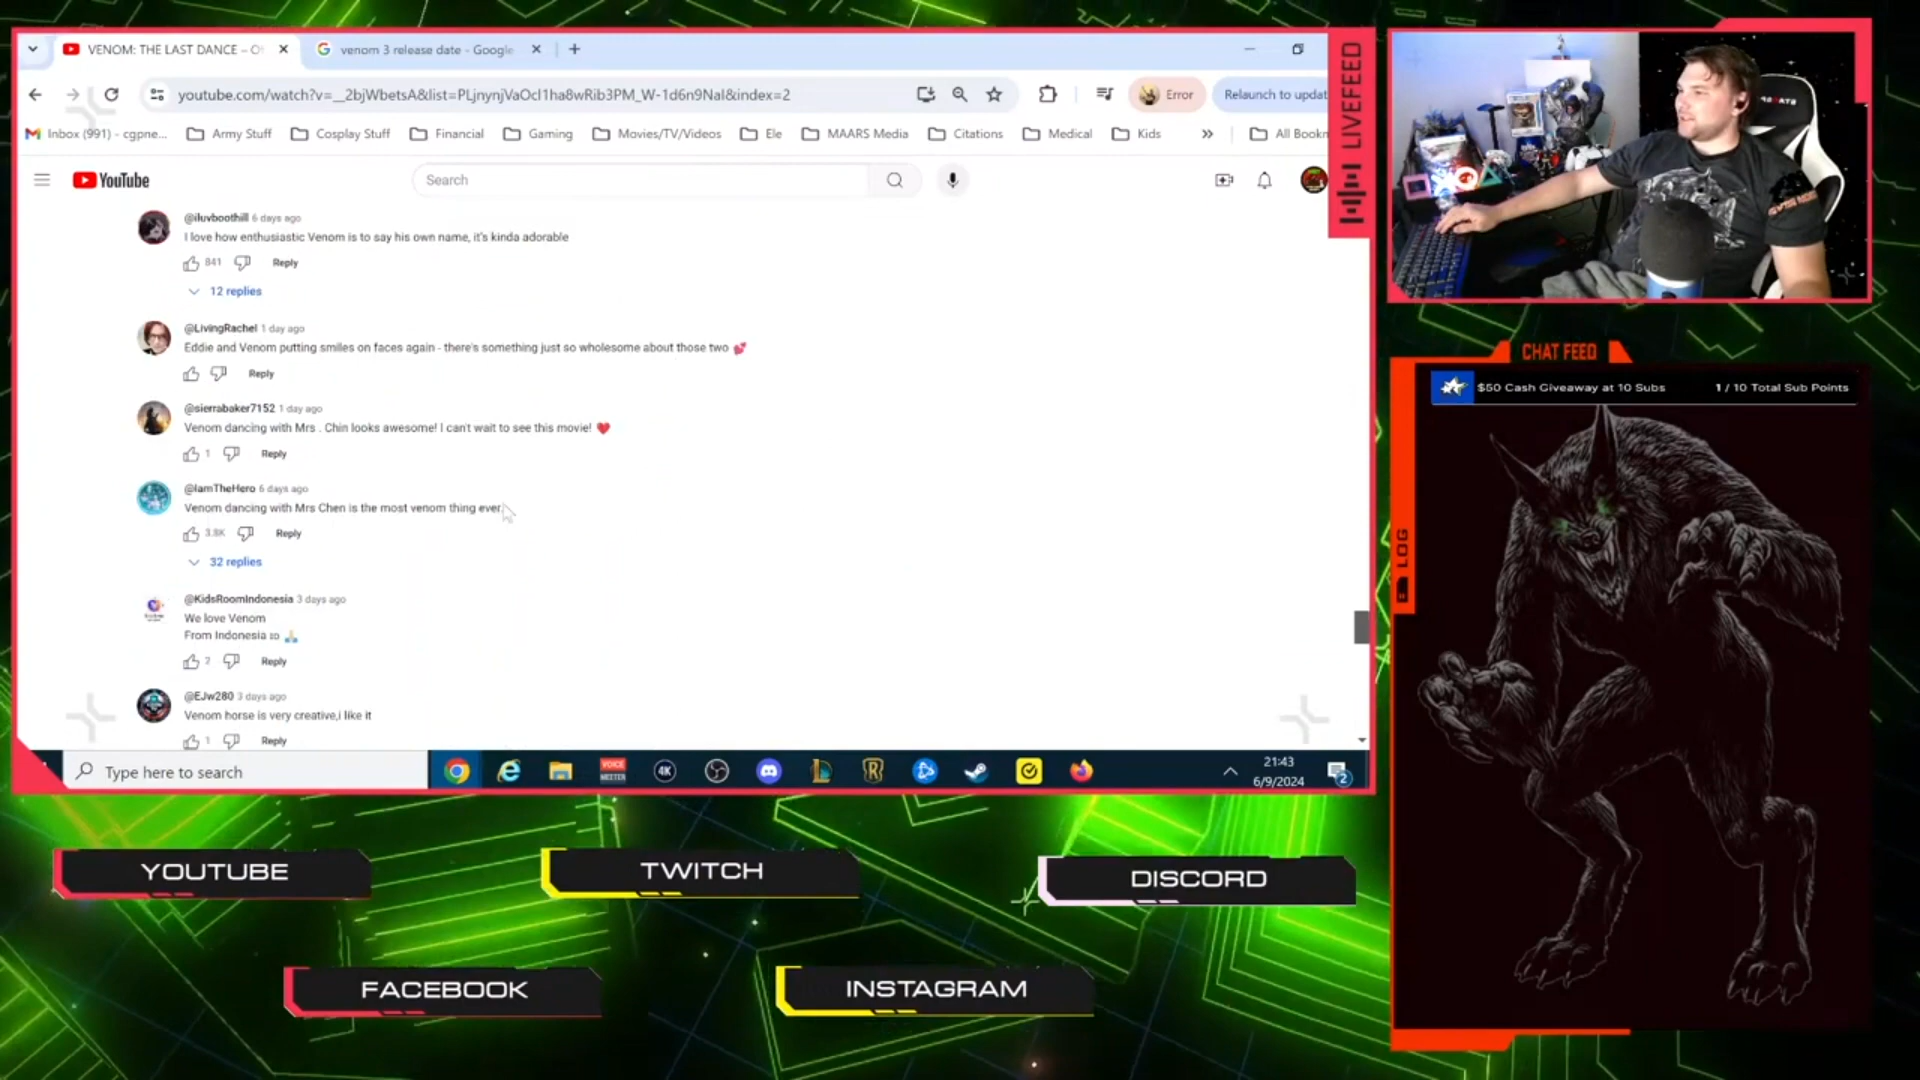 VENOM: THE LAST DANCE – O
venom 3 release date - Google
youtube.com/watch?v=__2bjWbetsA&list=PLjnynjVaOcl1ha8wRib3PM_W-1d6n9Nal&index=2
Error
Relaunch to updat
Inbox (991) - cgpne...
Army Stuff
Cosplay Stuff
Financial
Gaming
Movies/TV/Videos
Ele
MAARS Media
Citations
Medical
Kids
All Bookn
YouTube
Search
@iluvboothill 6 days ago
I love how enthusiastic Venom is to say his own name, it's kinda adorable
841 Reply
12 replies
@LivingRachel 1 day ago
Eddie and Venom putting smiles on faces again - there's something just so wholesome about those two 💕
Reply
@sierrabaker7152 1 day ago
Venom dancing with Mrs . Chin looks awesome! I can't wait to see this movie! ❤️
1 Reply
@IamTheHero 6 days ago
Venom dancing with Mrs Chen is the most venom thing ever.
3.8K Reply
32 replies
@KidsRoomIndonesia 3 days ago
We love Venom
From Indonesia ID 🙏
2 Reply
@EJw280 3 days ago
Venom horse is very creative,i like it
1 Reply
Type here to search
VOICE
MEETER
4K
21:43
6/9/2024
2
LIVEFEED
CHAT FEED
$50 Cash Giveaway at 10 Subs
1 / 10 Total Sub Points
LOG
YOUTUBE
TWITCH
DISCORD
FACEBOOK
INSTAGRAM